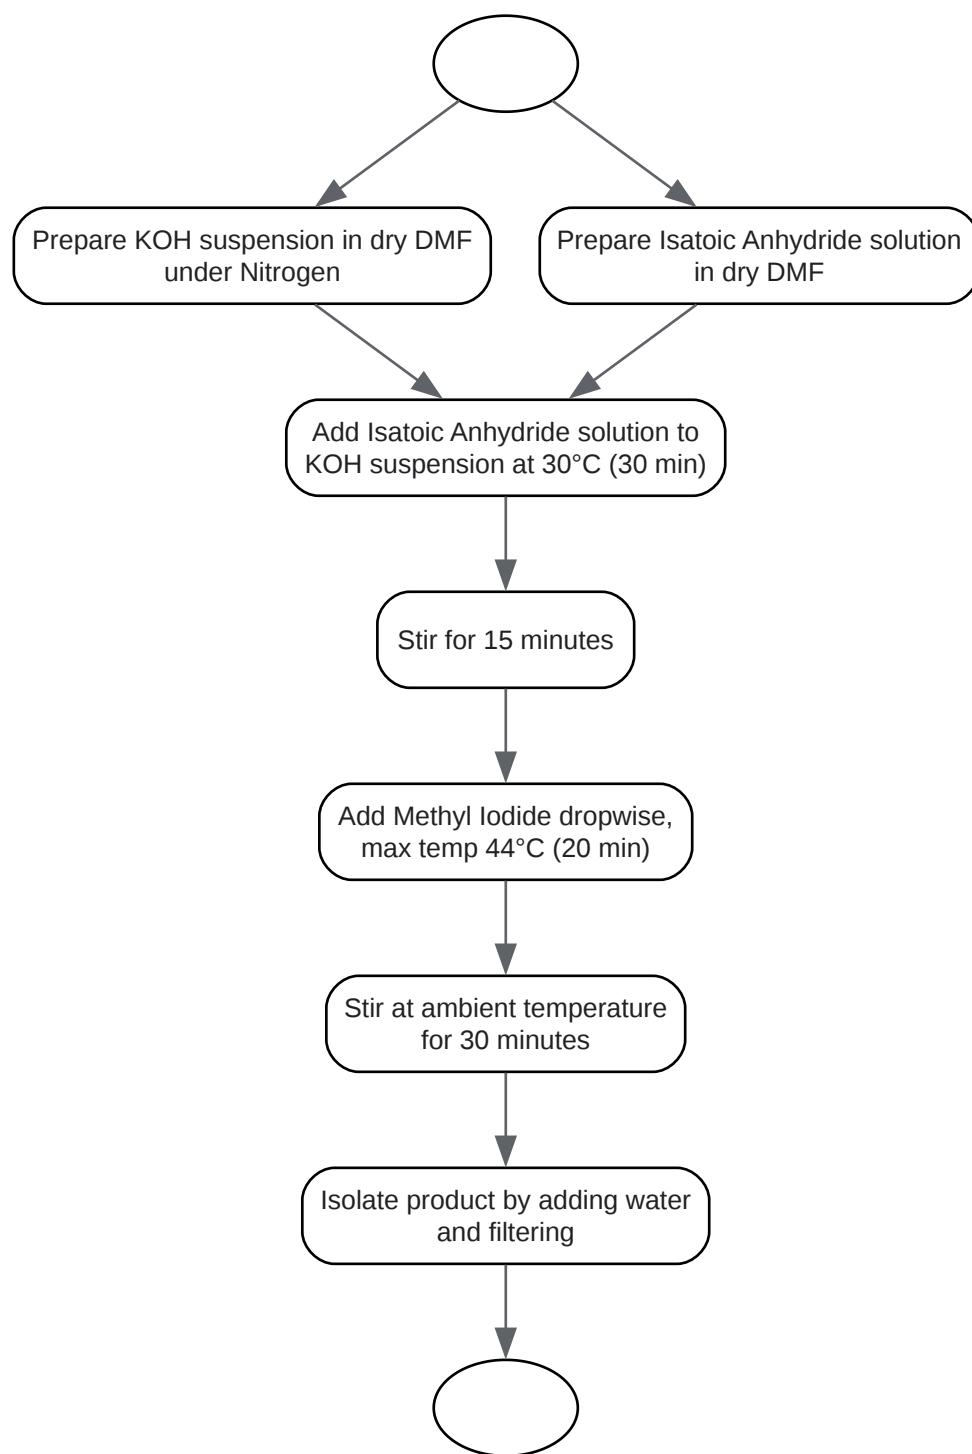 Prepare KOH suspension in dry DMF
under Nitrogen
Prepare Isatoic Anhydride solution
in dry DMF
Add Isatoic Anhydride solution to
KOH suspension at 30°C (30 min)
Stir for 15 minutes
Add Methyl Iodide dropwise,
max temp 44°C (20 min)
Stir at ambient temperature
for 30 minutes
Isolate product by adding water
and filtering